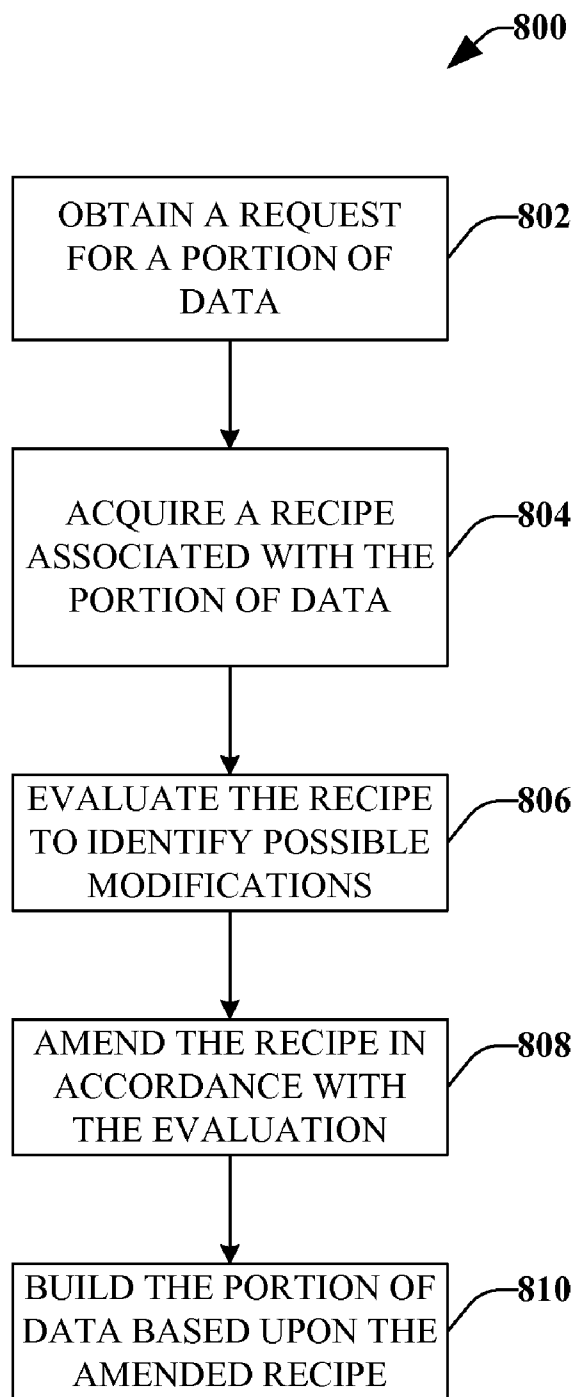 800
OBTAIN A REQUEST
FOR A PORTION OF
DATA
802
ACQUIRE A RECIPE
ASSOCIATED WITH THE
PORTION OF DATA
804
EVALUATE THE RECIPE
TO IDENTIFY POSSIBLE
MODIFICATIONS
806
AMEND THE RECIPE IN
ACCORDANCE WITH
THE EVALUATION
808
BUILD THE PORTION OF
DATA BASED UPON THE
AMENDED RECIPE
810